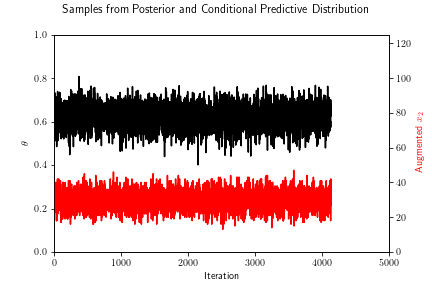 Samples from Posterior and Conditional Predictive Distribution
1.0
0.8
0.6
0.4
0.2
0.0
θ
120
100
80
60
40
20
0
Augmented x₂
0 1000 2000 3000 4000 5000
Iteration